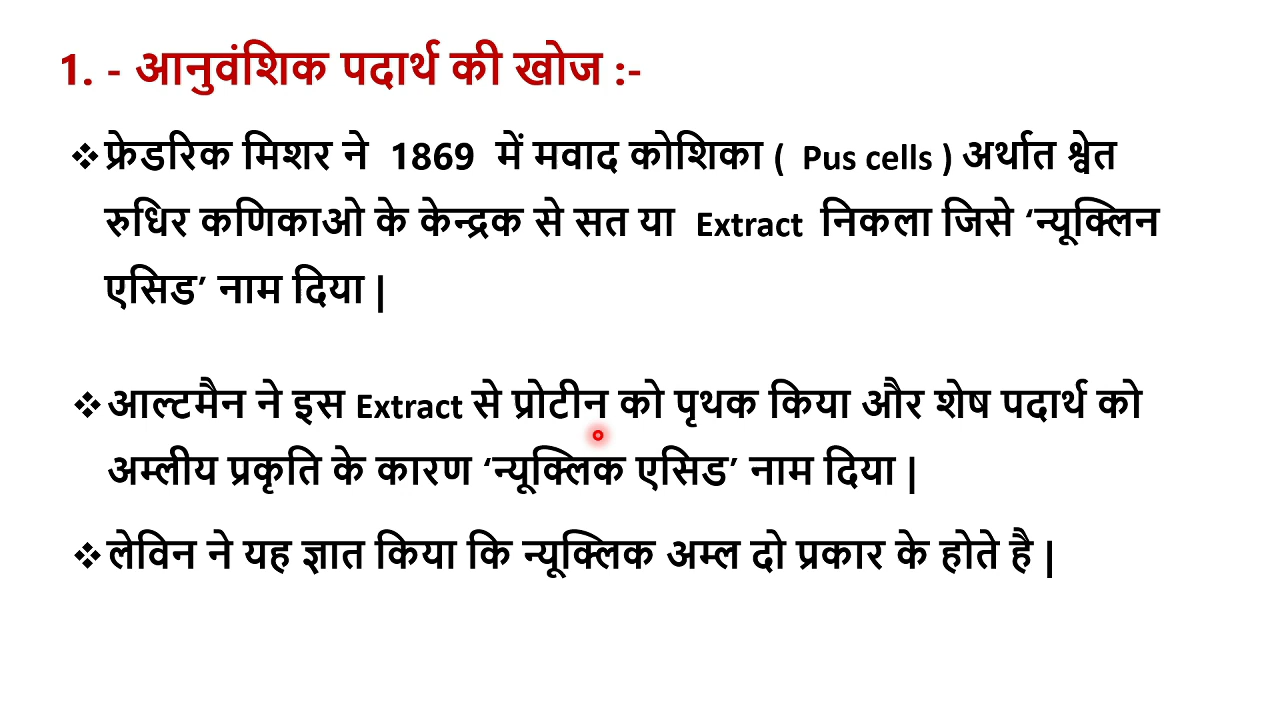 1. - आनुवंशिक पदार्थ की खोज :-
❖फ्रेडरिक मिशर ने 1869 में मवाद कोशिका ( Pus cells ) अर्थात श्वेत
रुधिर कणिकाओ के केन्द्रक से सत या Extract निकला जिसे ‘न्यूक्लिन
एसिड’ नाम दिया |
❖आल्टमैन ने इस Extract से प्रोटीन को पृथक किया और शेष पदार्थ को
अम्लीय प्रकृति के कारण ‘न्यूक्लिक एसिड’ नाम दिया |
❖लेविन ने यह ज्ञात किया कि न्यूक्लिक अम्ल दो प्रकार के होते है |